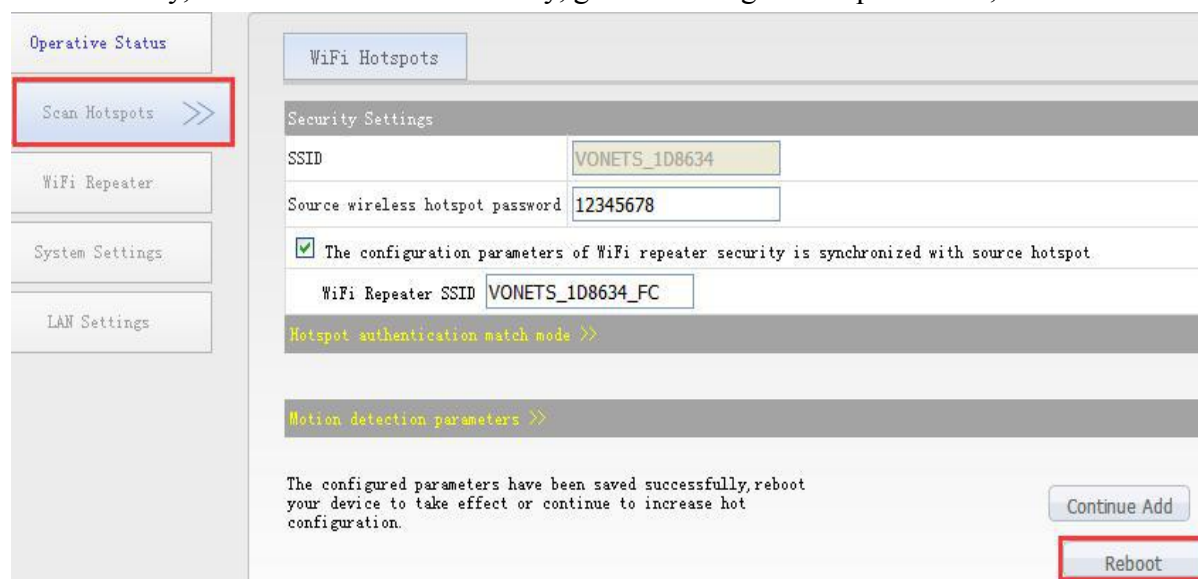 Operative Status
WiFi Hotspots
Scan Hotspots >>
Security Settings
SSID VONETS_1D8634
WiFi Repeater
Source wireless hotspot password 12345678
System Settings
The configuration parameters of WiFi repeater security is synchronized with source hotspot
WiFi Repeater SSID VONETS_1D8634_FC
LAN Settings
Hotspot authentication match mode >>
Motion detection parameters >>
The configured parameters have been saved successfully,reboot
your device to take effect or continue to increase hot
configuration.
Continue Add
Reboot